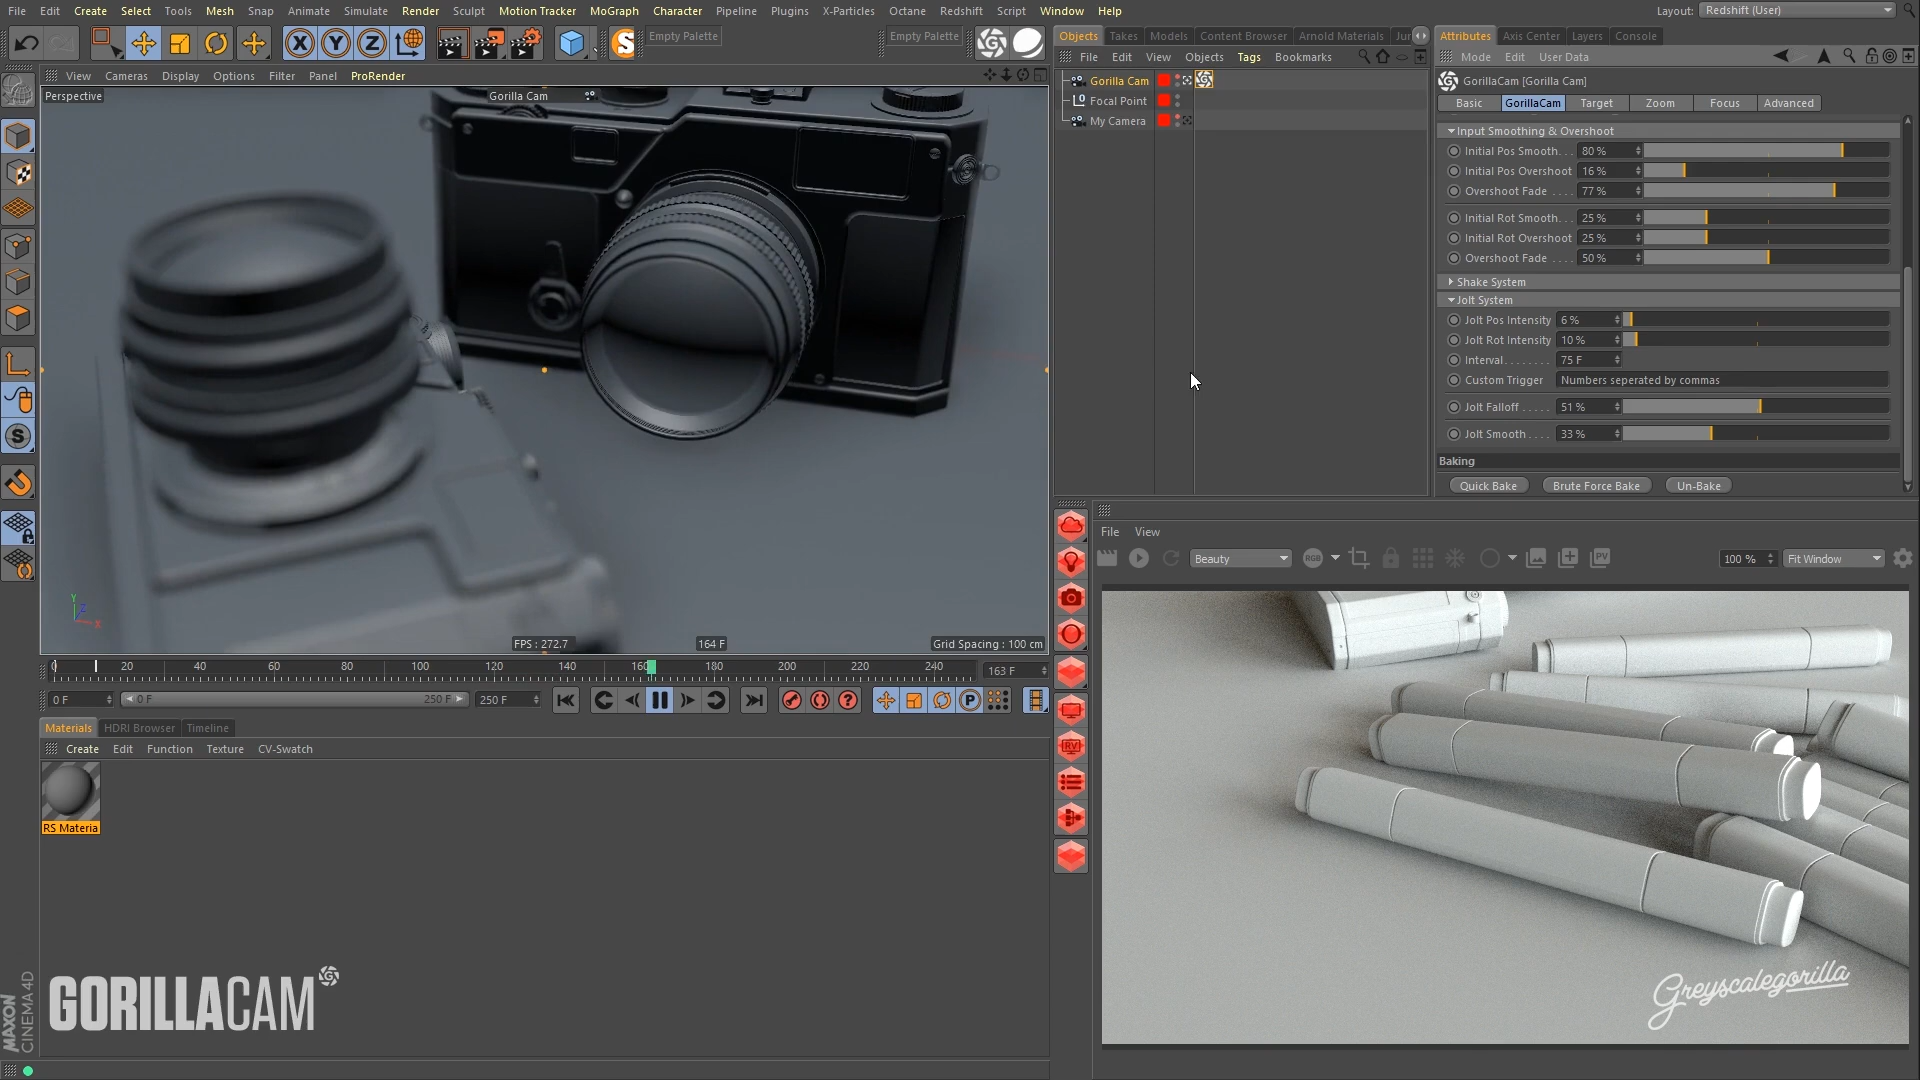 File Edit Create Select Tools Mesh Snap Animate Simulate Render Sculpt Motion Tracker MoGraph Character Pipeline Plugins X-Particles Octane Redshift Script Window Help Layout: Redshift (User)
X Y Z S Empty Palette Empty Palette
Objects Takes Models Content Browser Arnold Materials Attributes Axis Center Layers Console
File Edit View Objects Tags Bookmarks
Mode Edit User Data
View Cameras Display Options Filter Panel ProRender
Perspective Gorilla Cam
Gorilla Cam
Focal Point
My Camera
GorillaCam [Gorilla Cam]
Basic GorillaCam Target Zoom Focus Advanced
Input Smoothing & Overshoot
Initial Pos Smooth. . . 80 %
Initial Pos Overshoot 16 %
Overshoot Fade . . . . 77 %
Initial Rot Smooth. . . 25 %
Initial Rot Overshoot 25 %
Overshoot Fade . . . . 50 %
Shake System
Jolt System
Jolt Pos Intensity 6 %
Jolt Rot Intensity 10 %
Interval. . . . . . . . 75 F
Custom Trigger Numbers seperated by commas
Jolt Falloff . . . . . 51 %
Jolt Smooth . . . . 33 %
Baking
Quick Bake Brute Force Bake Un-Bake
S
Y Z X
FPS : 272.7 164 F Grid Spacing : 100 cm
0 20 40 60 80 100 120 140 160 180 200 220 240 163 F
0 F 0 F 250 F 250 F P
File View
Beauty RGB PV 100 % Fit Window
RV
Materials HDRI Browser Timeline
Create Edit Function Texture CV-Swatch
RS Materia
GORILLACAM
MAXON
CINEMA 4D
Greyscalegorilla